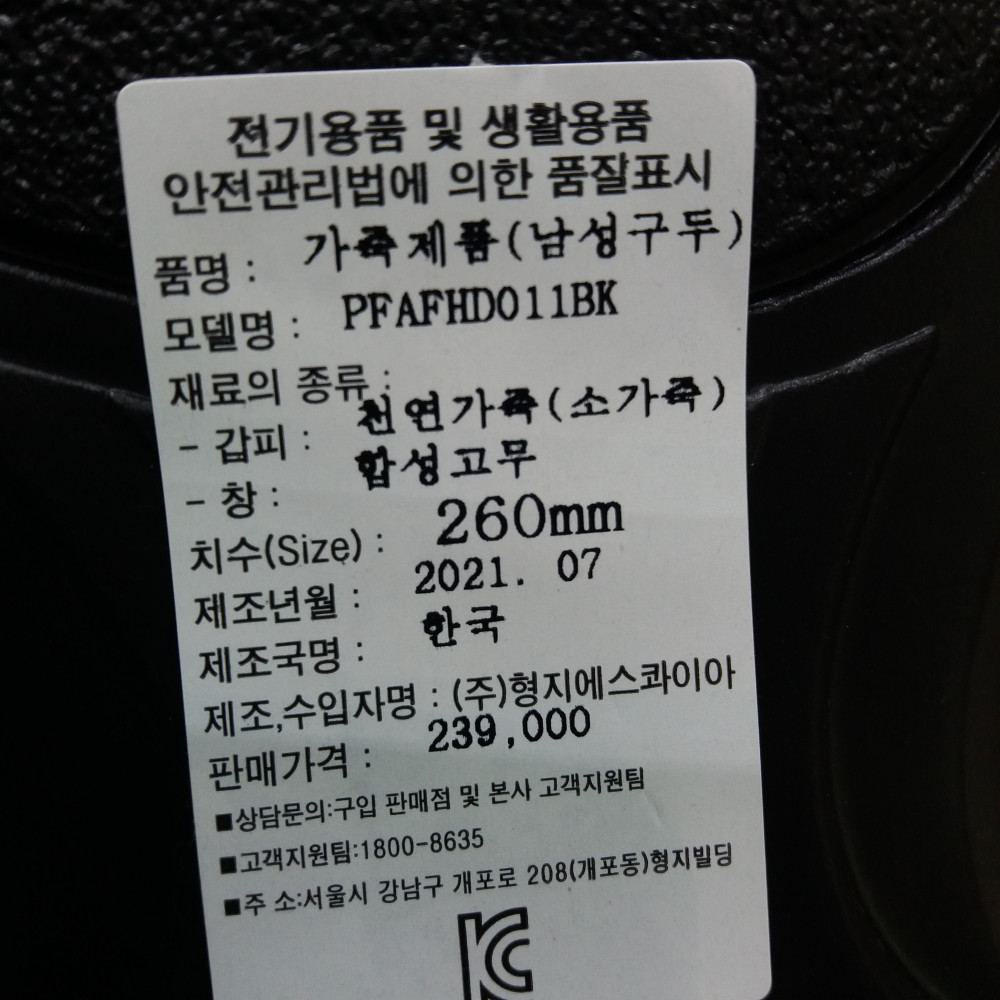 전기용품 및 생활용품
안전관리법에 의한 품질표시
품명 : 가죽제품(남성구두)
모델명 : PFAFHD011BK
재료의 종류 :
- 갑피 : 천연가죽(소가죽)
- 창 : 합성고무
치수(Size) : 260mm
제조년월 : 2021. 07
제조국명 : 한국
제조,수입자명 : (주)형지에스콰이아
판매가격 : 239,000
■상담문의:구입 판매점 및 본사 고객지원팀
■고객지원팀:1800-8635
■주 소:서울시 강남구 개포로 208(개포동)형지빌딩
KC